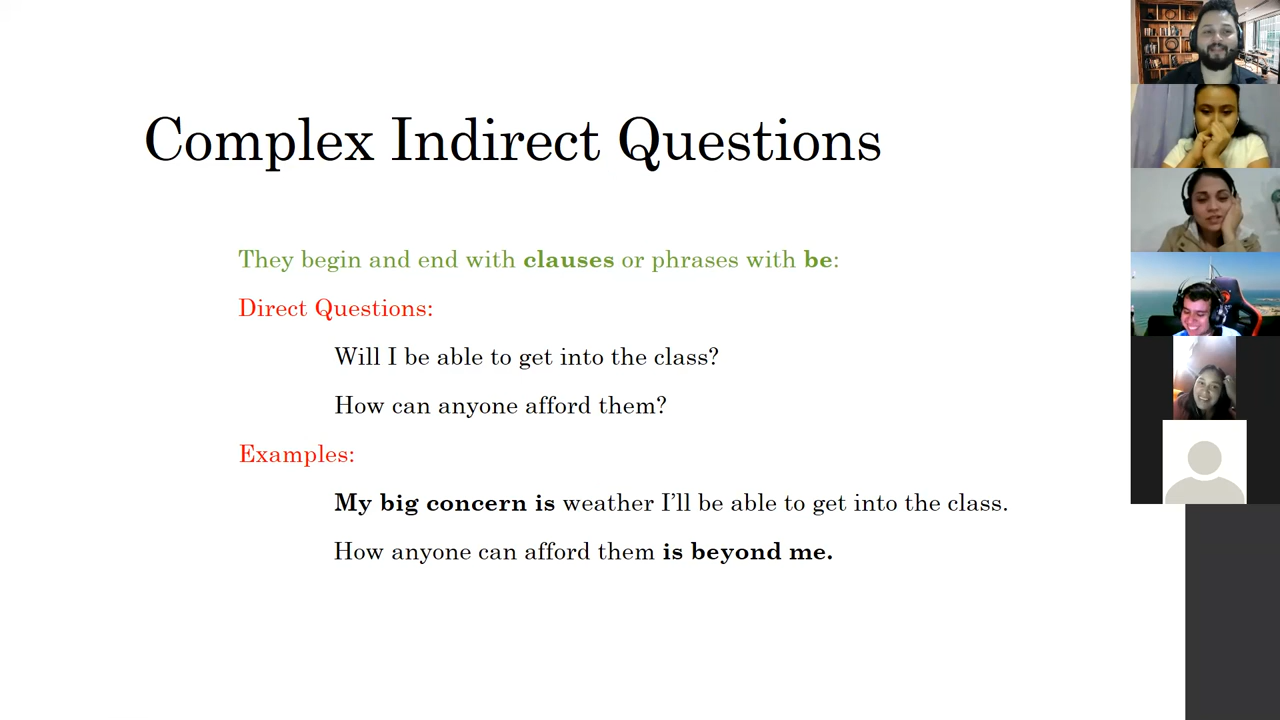 Complex Indirect Questions
They begin and end with clauses or phrases with be:
Direct Questions:
Will I be able to get into the class?
How can anyone afford them?
Examples:
My big concern is weather I’ll be able to get into the class.
How anyone can afford them is beyond me.